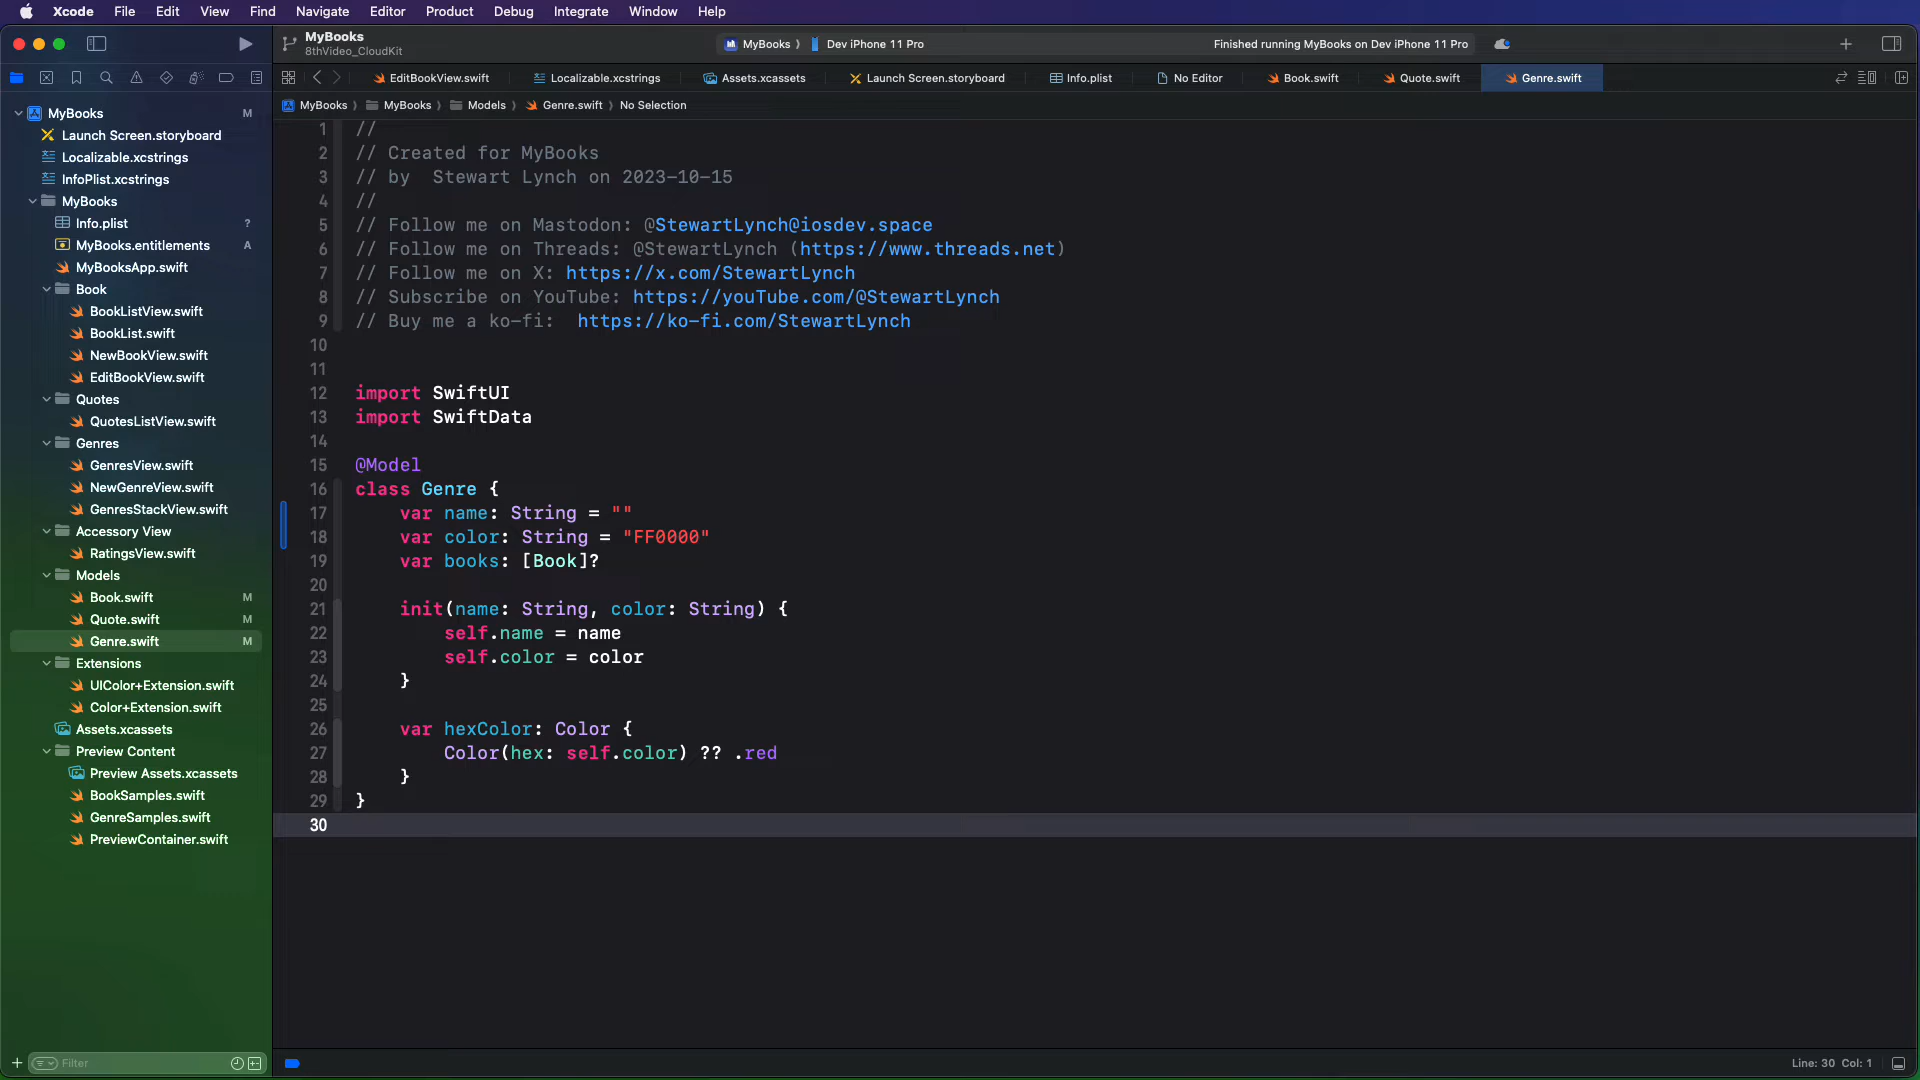 Xcode File Edit View Find Navigate Editor Product Debug Integrate Window Help
MyBooks
8thVideo_CloudKit
MyBooks Dev iPhone 11 Pro
Finished running MyBooks on Dev iPhone 11 Pro
EditBookView.swift Localizable.xcstrings Assets.xcassets Launch Screen.storyboard Info.plist No Editor Book.swift Quote.swift Genre.swift
MyBooks MyBooks Models Genre.swift No Selection
MyBooks M
Launch Screen.storyboard
Localizable.xcstrings
InfoPlist.xcstrings
MyBooks
Info.plist ?
MyBooks.entitlements A
MyBooksApp.swift
Book
BookListView.swift
BookList.swift
NewBookView.swift
EditBookView.swift
Quotes
QuotesListView.swift
Genres
GenresView.swift
NewGenreView.swift
GenresStackView.swift
Accessory View
RatingsView.swift
Models
Book.swift M
Quote.swift M
Genre.swift M
Extensions
UIColor+Extension.swift
Color+Extension.swift
Assets.xcassets
Preview Content
Preview Assets.xcassets
BookSamples.swift
GenreSamples.swift
PreviewContainer.swift
Filter
1 //
2 // Created for MyBooks
3 // by  Stewart Lynch on 2023-10-15
4 //
5 // Follow me on Mastodon: @StewartLynch@iosdev.space
6 // Follow me on Threads: @StewartLynch (https://www.threads.net)
7 // Follow me on X: https://x.com/StewartLynch
8 // Subscribe on YouTube: https://youTube.com/@StewartLynch
9 // Buy me a ko-fi:  https://ko-fi.com/StewartLynch
10
11
12 import SwiftUI
13 import SwiftData
14
15 @Model
16 class Genre {
17     var name: String = ""
18     var color: String = "FF0000"
19     var books: [Book]?
20
21     init(name: String, color: String) {
22         self.name = name
23         self.color = color
24     }
25
26     var hexColor: Color {
27         Color(hex: self.color) ?? .red
28     }
29 }
30
Line: 30 Col: 1